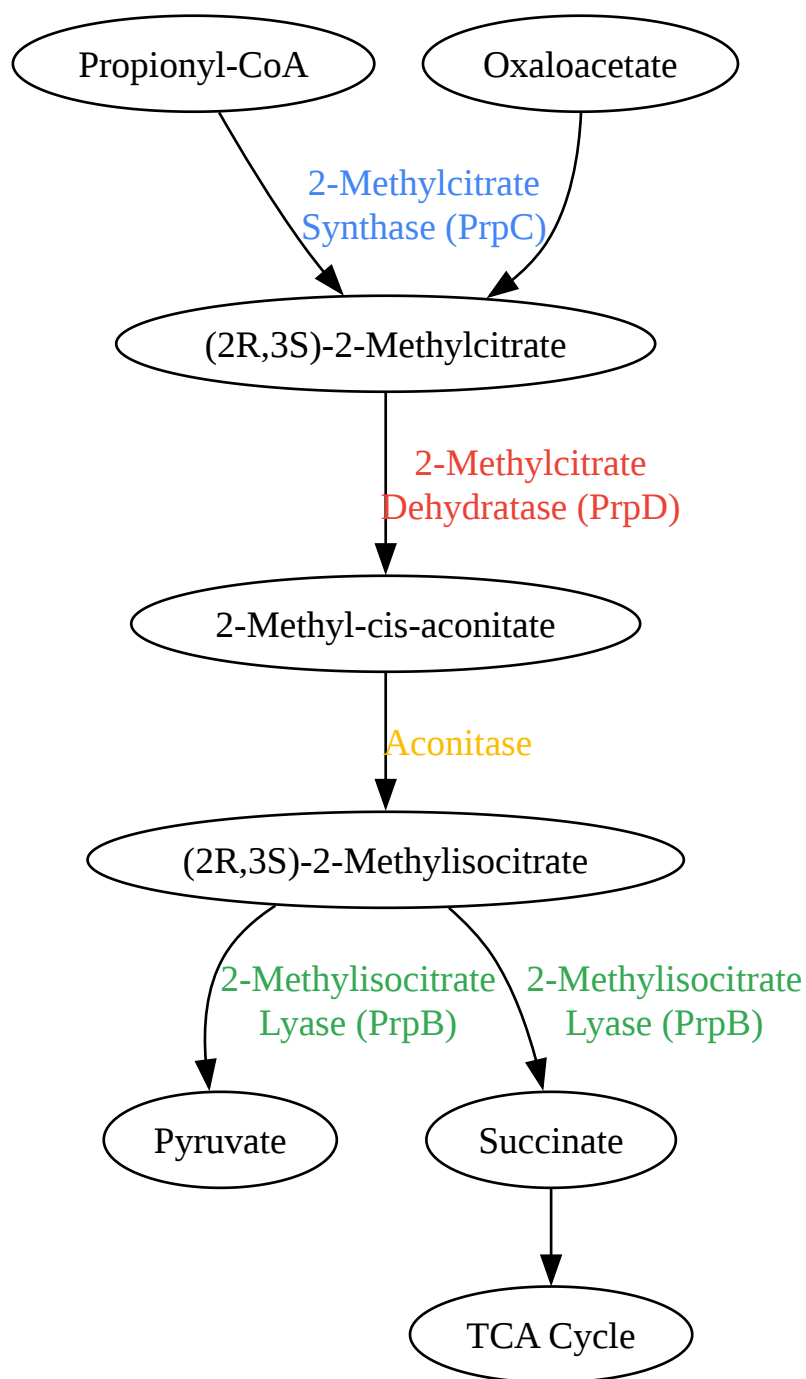 Propionyl-CoA
Oxaloacetate
2-Methylcitrate
Synthase (PrpC)
(2R,3S)-2-Methylcitrate
2-Methylcitrate
Dehydratase (PrpD)
2-Methyl-cis-aconitate
Aconitase
(2R,3S)-2-Methylisocitrate
2-Methylisocitrate
Lyase (PrpB)
2-Methylisocitrate
Lyase (PrpB)
Pyruvate
Succinate
TCA Cycle